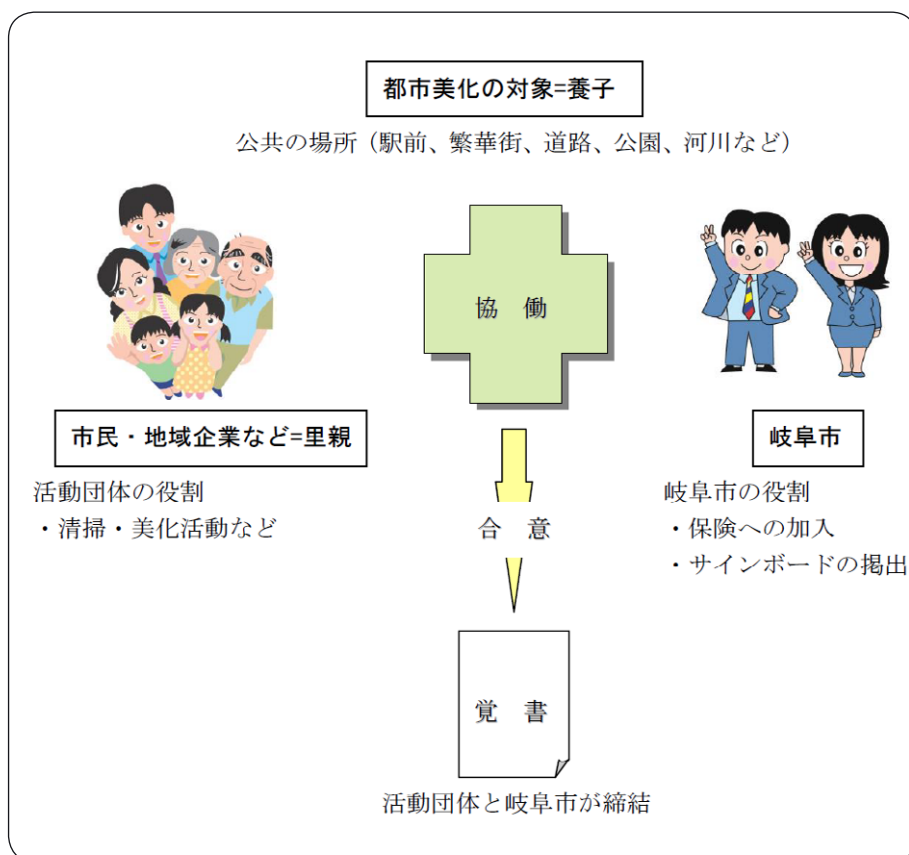 都市美化の対象=養子
公共の場所（駅前、繁華街、道路、公園、河川など）
協　働
市民・地域企業など=里親
活動団体の役割
・清掃・美化活動など
岐阜市
岐阜市の役割
・保険への加入
・サインボードの掲出
合　意
覚　書
活動団体と岐阜市が締結